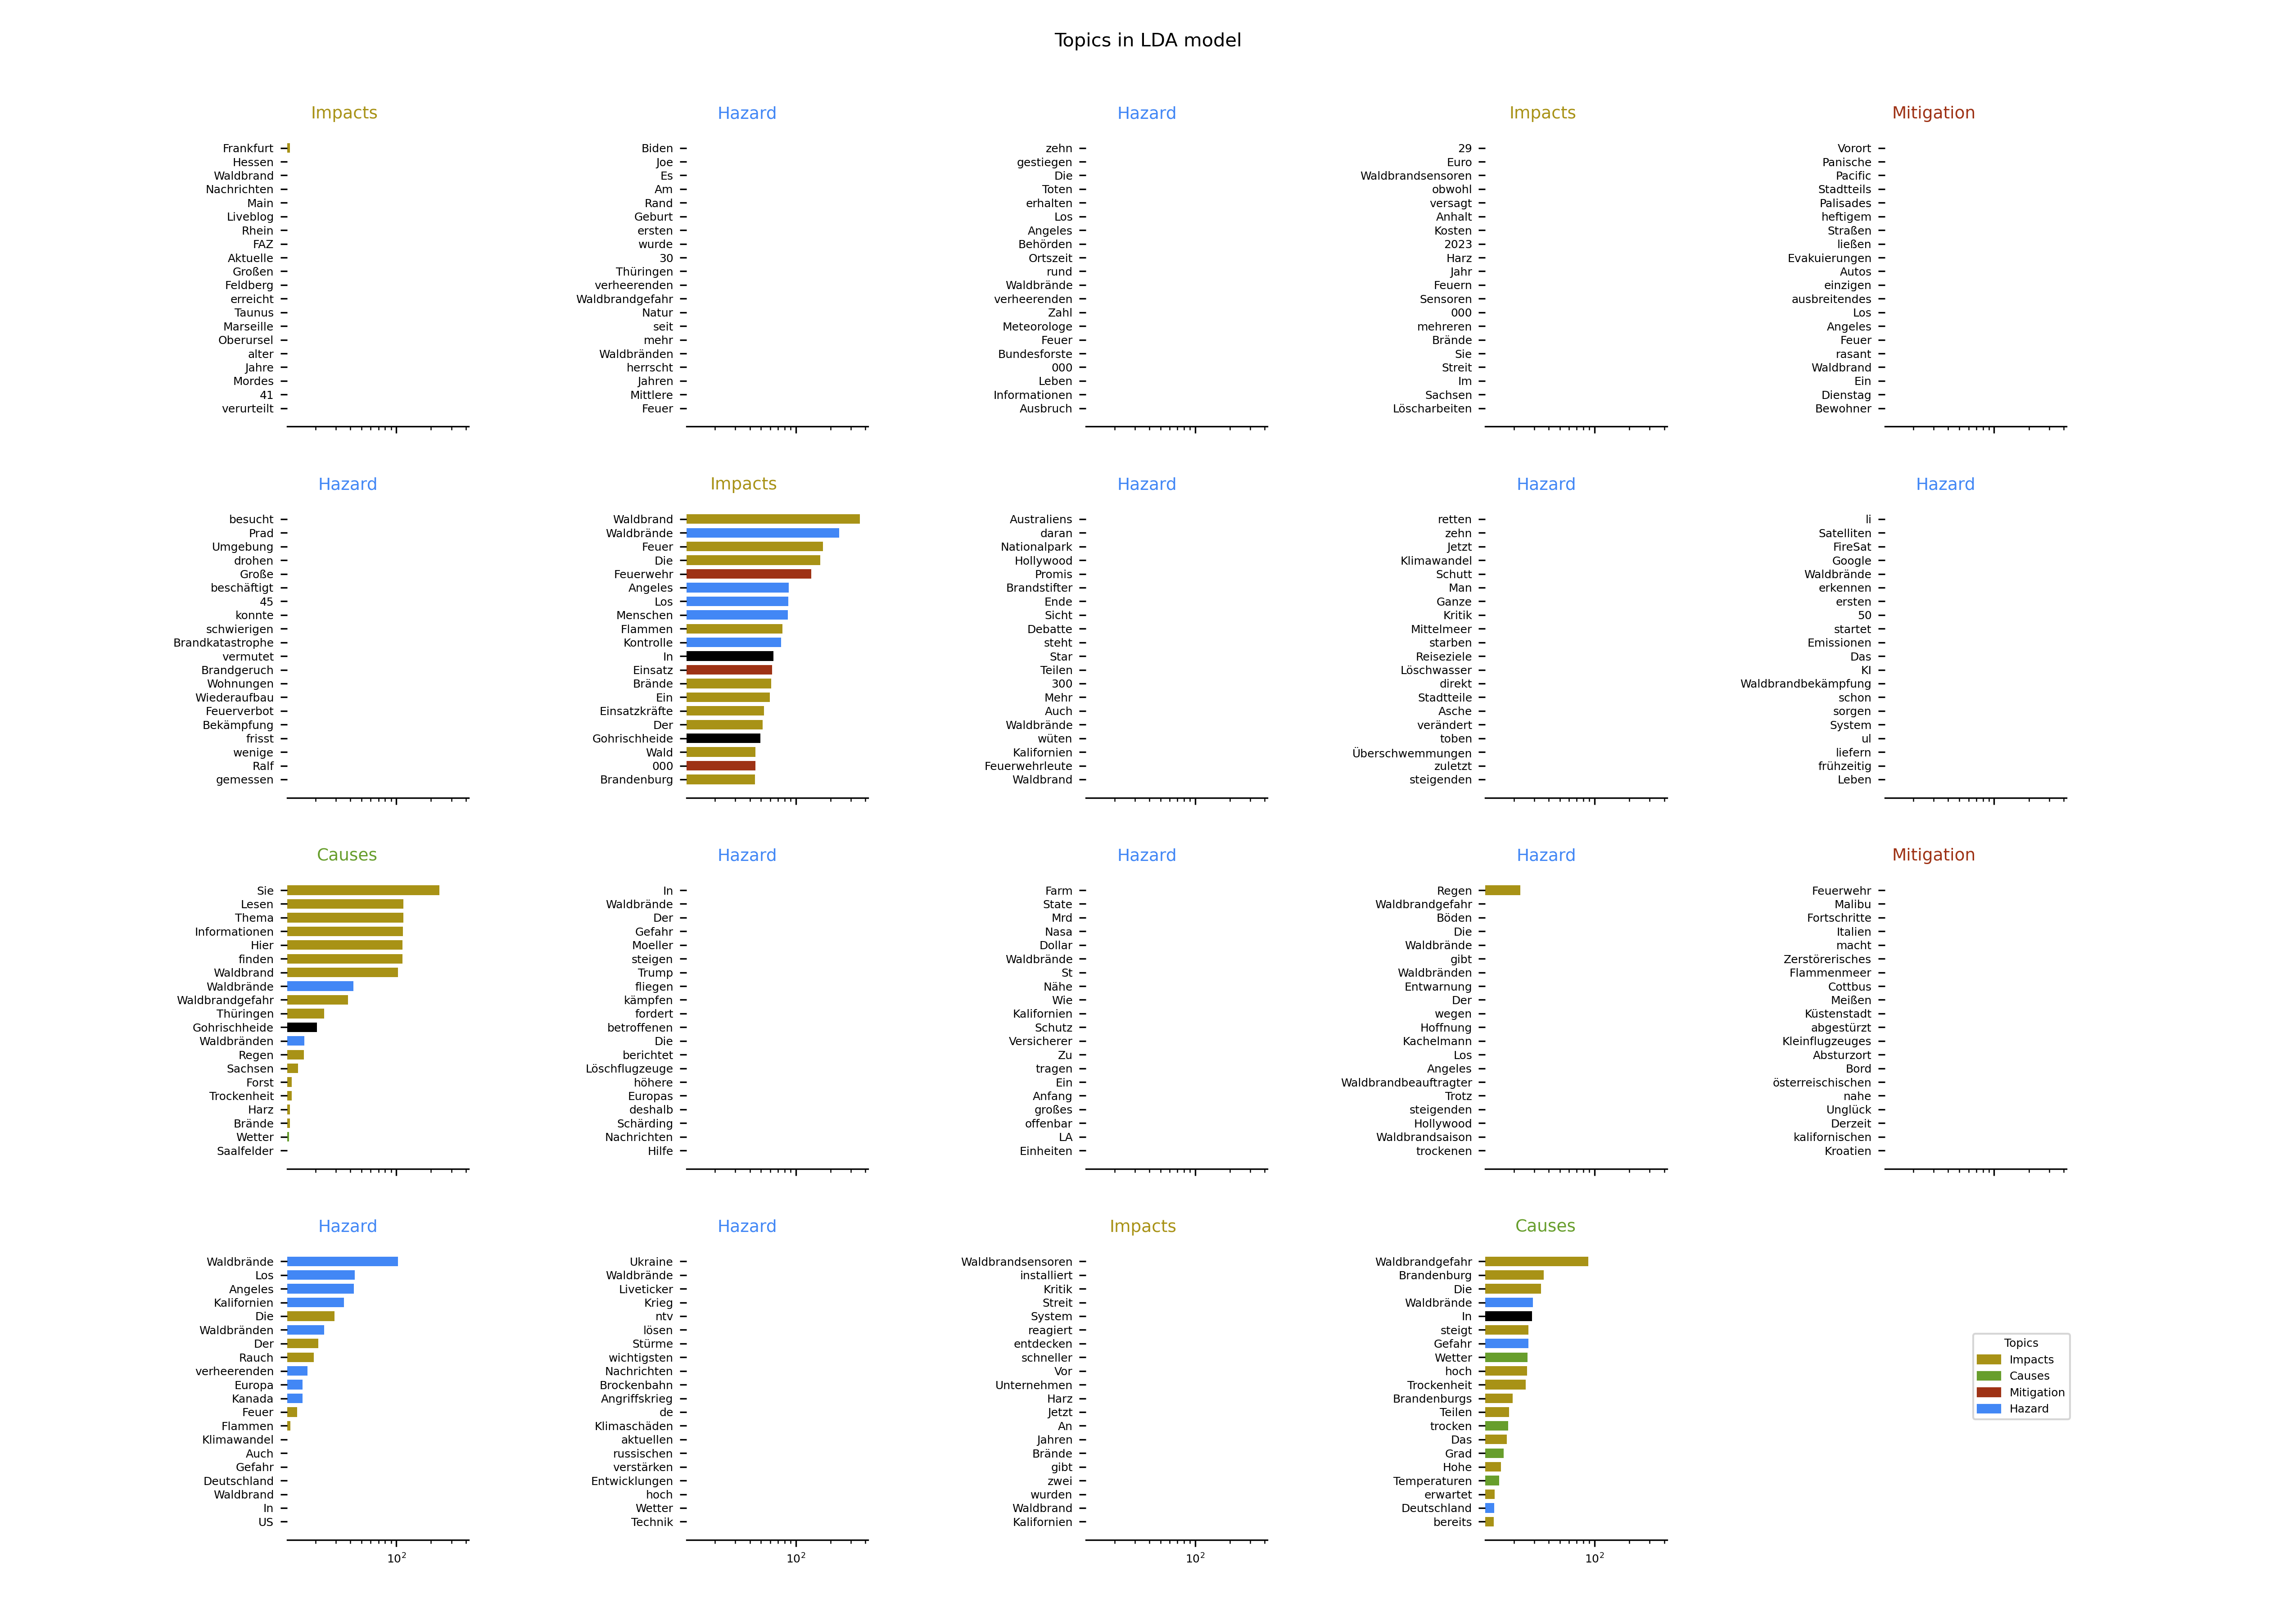 Topics in LDA model
Impacts
Frankfurt
Hessen
Waldbrand
Nachrichten
Main
Liveblog
Rhein
FAZ
Aktuelle
Großen
Feldberg
erreicht
Taunus
Marseille
Oberursel
alter
Jahre
Mordes
41
verurteilt
Hazard
Biden
Joe
Es
Am
Rand
Geburt
ersten
wurde
30
Thüringen
verheerenden
Waldbrandgefahr
Natur
seit
mehr
Waldbränden
herrscht
Jahren
Mittlere
Feuer
Hazard
zehn
gestiegen
Die
Toten
erhalten
Los
Angeles
Behörden
Ortszeit
rund
Waldbrände
verheerenden
Zahl
Meteorologe
Feuer
Bundesforste
000
Leben
Informationen
Ausbruch
Impacts
29
Euro
Waldbrandsensoren
obwohl
versagt
Anhalt
Kosten
2023
Harz
Jahr
Feuern
Sensoren
000
mehreren
Brände
Sie
Streit
Im
Sachsen
Löscharbeiten
Mitigation
Vorort
Panische
Pacific
Stadtteils
Palisades
heftigem
Straßen
ließen
Evakuierungen
Autos
einzigen
ausbreitendes
Los
Angeles
Feuer
rasant
Waldbrand
Ein
Dienstag
Bewohner
Hazard
besucht
Prad
Umgebung
drohen
Große
beschäftigt
45
konnte
schwierigen
Brandkatastrophe
vermutet
Brandgeruch
Wohnungen
Wiederaufbau
Feuerverbot
Bekämpfung
frisst
wenige
Ralf
gemessen
Impacts
Waldbrand
Waldbrände
Feuer
Die
Feuerwehr
Angeles
Los
Menschen
Flammen
Kontrolle
In
Einsatz
Brände
Ein
Einsatzkräfte
Der
Gohrischheide
Wald
000
Brandenburg
Hazard
Australiens
daran
Nationalpark
Hollywood
Promis
Brandstifter
Ende
Sicht
Debatte
steht
Star
Teilen
300
Mehr
Auch
Waldbrände
wüten
Kalifornien
Feuerwehrleute
Waldbrand
Hazard
retten
zehn
Jetzt
Klimawandel
Schutt
Man
Ganze
Kritik
Mittelmeer
starben
Reiseziele
Löschwasser
direkt
Stadtteile
Asche
verändert
toben
Überschwemmungen
zuletzt
steigenden
Hazard
li
Satelliten
FireSat
Google
Waldbrände
erkennen
ersten
50
startet
Emissionen
Das
KI
Waldbrandbekämpfung
schon
sorgen
System
ul
liefern
frühzeitig
Leben
Causes
Sie
Lesen
Thema
Informationen
Hier
finden
Waldbrand
Waldbrände
Waldbrandgefahr
Thüringen
Gohrischheide
Waldbränden
Regen
Sachsen
Forst
Trockenheit
Harz
Brände
Wetter
Saalfelder
Hazard
In
Waldbrände
Der
Gefahr
Moeller
steigen
Trump
fliegen
kämpfen
fordert
betroffenen
Die
berichtet
Löschflugzeuge
höhere
Europas
deshalb
Schärding
Nachrichten
Hilfe
Hazard
Farm
State
Mrd
Nasa
Dollar
Waldbrände
St
Nähe
Wie
Kalifornien
Schutz
Versicherer
Zu
tragen
Ein
Anfang
großes
offenbar
LA
Einheiten
Hazard
Regen
Waldbrandgefahr
Böden
Die
Waldbrände
gibt
Waldbränden
Entwarnung
Der
wegen
Hoffnung
Kachelmann
Los
Angeles
Waldbrandbeauftragter
Trotz
steigenden
Hollywood
Waldbrandsaison
trockenen
Mitigation
Feuerwehr
Malibu
Fortschritte
Italien
macht
Zerstörerisches
Flammenmeer
Cottbus
Meißen
Küstenstadt
abgestürzt
Kleinflugzeuges
Absturzort
Bord
österreischischen
nahe
Unglück
Derzeit
kalifornischen
Kroatien
Hazard
Waldbrände
Los
Angeles
Kalifornien
Die
Waldbränden
Der
Rauch
verheerenden
Europa
Kanada
Feuer
Flammen
Klimawandel
Auch
Gefahr
Deutschland
Waldbrand
In
US
10²
Hazard
Ukraine
Waldbrände
Liveticker
Krieg
ntv
lösen
Stürme
wichtigsten
Nachrichten
Brockenbahn
Angriffskrieg
de
Klimaschäden
aktuellen
russischen
verstärken
Entwicklungen
hoch
Wetter
Technik
10²
Impacts
Waldbrandsensoren
installiert
Kritik
Streit
System
reagiert
entdecken
schneller
Vor
Unternehmen
Harz
Jetzt
An
Jahren
Brände
gibt
zwei
wurden
Waldbrand
Kalifornien
10²
Causes
Waldbrandgefahr
Brandenburg
Die
Waldbrände
In
steigt
Gefahr
Wetter
hoch
Trockenheit
Brandenburgs
Teilen
trocken
Das
Grad
Hohe
Temperaturen
erwartet
Deutschland
bereits
10²
Topics
Impacts
Causes
Mitigation
Hazard